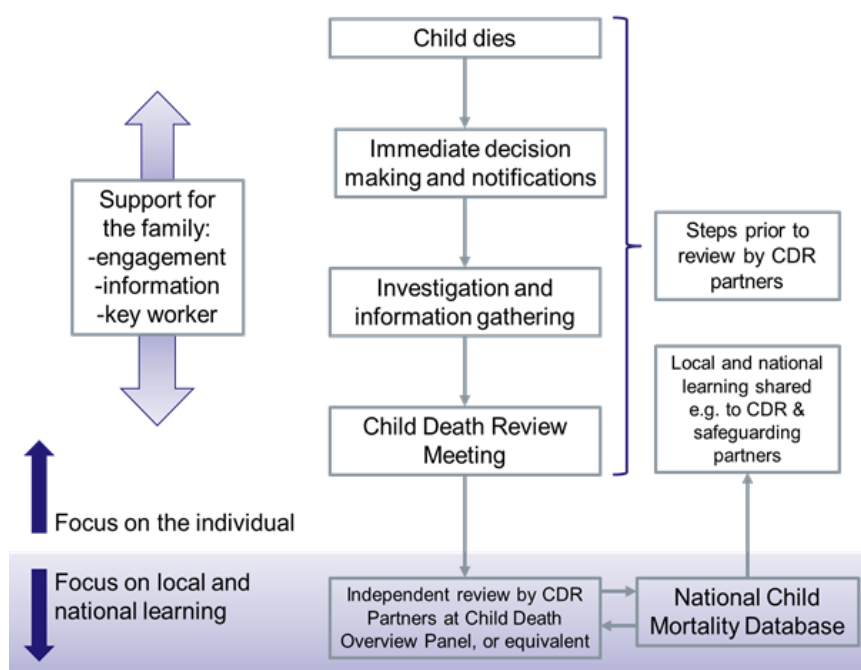 Child dies
Immediate decision
making and notifications
Support for
the family:
-engagement
-information
-key worker
Steps prior to
review by CDR
partners
Investigation and
information gathering
Local and national
learning shared
e.g. to CDR &
safeguarding
partners
Child Death Review
Meeting
Focus on the individual
Focus on local and
national learning
Independent review by CDR
Partners at Child Death
Overview Panel, or equivalent
National Child
Mortality Database